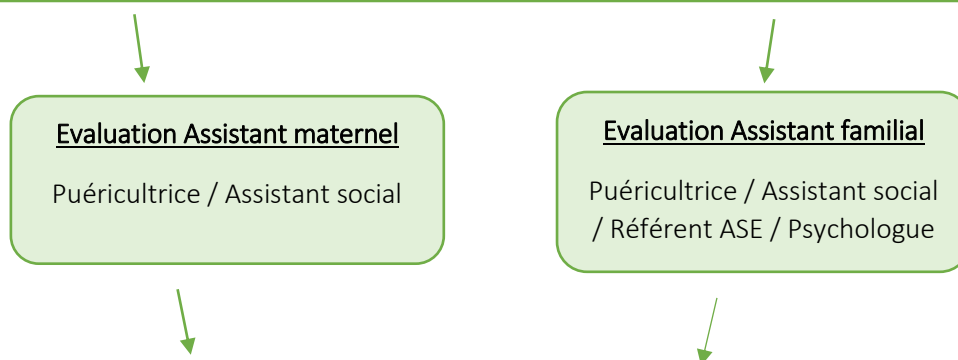 Evaluation Assistant maternel
Puéricultrice / Assistant social
Evaluation Assistant familial
Puéricultrice / Assistant social
/ Référent ASE / Psychologue